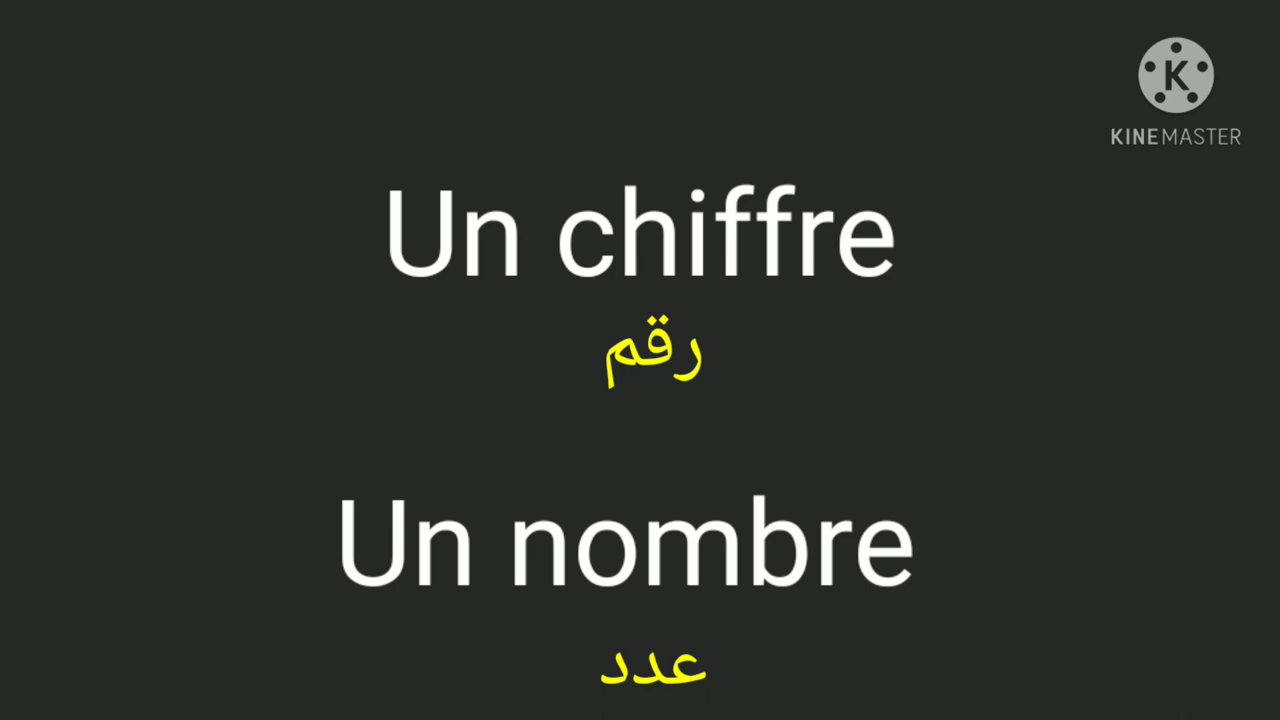 KINEMASTER
Un chiffre
رقم
Un nombre
عدد